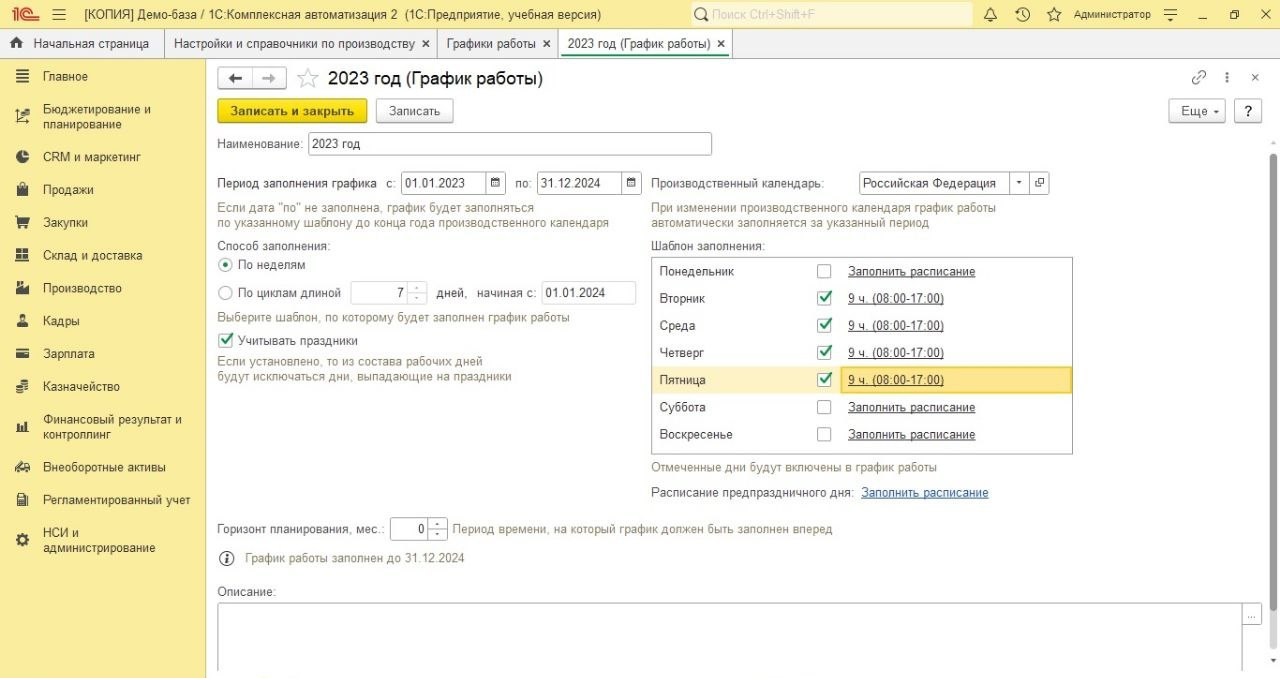 [КОПИЯ] Демо-база / 1С:Комплексная автоматизация 2 (1С:Предприятие, учебная версия)
Поиск Ctrl+Shift+F
Администратор
Начальная страница
Настройки и справочники по производству
Графики работы
2023 год (График работы)
Главное
Бюджетирование и
планирование
CRM и маркетинг
Продажи
Закупки
Склад и доставка
Производство
Кадры
Зарплата
Казначейство
Финансовый результат и
контроллинг
Внеоборотные активы
Регламентированный учет
НСИ и
администрирование
2023 год (График работы)
Записать и закрыть
Записать
Еще
?
Наименование: 2023 год
Период заполнения графика с: 01.01.2023 по: 31.12.2024
Если дата "по" не заполнена, график будет заполняться
по указанному шаблону до конца года производственного календаря
Способ заполнения:
По неделям
По циклам длиной 7 дней, начиная с: 01.01.2024
Выберите шаблон, по которому будет заполнен график работы
Учитывать праздники
Если установлено, то из состава рабочих дней
будут исключаться дни, выпадающие на праздники
Производственный календарь: Российская Федерация
При изменении производственного календаря график работы
автоматически заполняется за указанный период
Шаблон заполнения:
Понедельник Заполнить расписание
Вторник 9 ч. (08:00-17:00)
Среда 9 ч. (08:00-17:00)
Четверг 9 ч. (08:00-17:00)
Пятница 9 ч. (08:00-17:00)
Суббота Заполнить расписание
Воскресенье Заполнить расписание
Отмеченные дни будут включены в график работы
Расписание предпраздничного дня: Заполнить расписание
Горизонт планирования, мес.: 0 Период времени, на который график должен быть заполнен вперед
График работы заполнен до 31.12.2024
Описание:
...